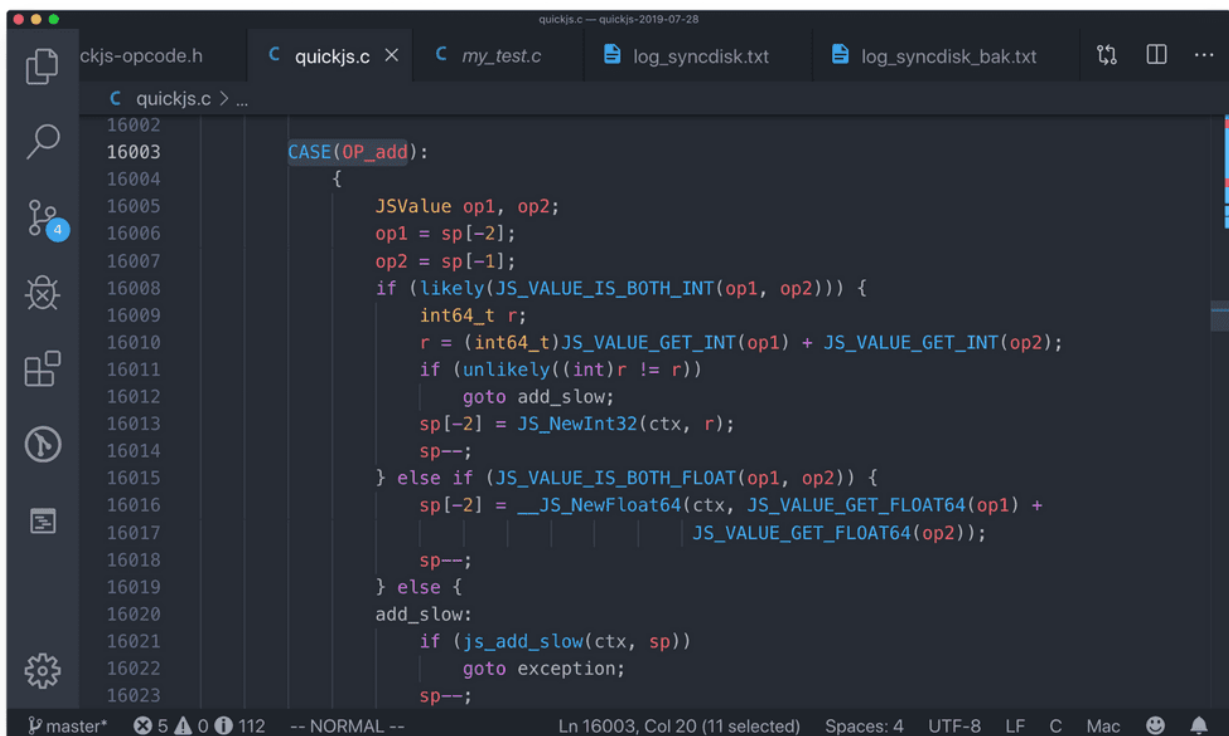 quickjs.c — quickjs-2019-07-28
ckjs-opcode.h C quickjs.c × C my_test.c log_syncdisk.txt log_syncdisk_bak.txt ...
C quickjs.c > ...
16002
16003 CASE(OP_add):
16004 {
16005 JSValue op1, op2;
16006 op1 = sp[-2];
16007 op2 = sp[-1];
16008 if (likely(JS_VALUE_IS_BOTH_INT(op1, op2))) {
16009 int64_t r;
16010 r = (int64_t)JS_VALUE_GET_INT(op1) + JS_VALUE_GET_INT(op2);
16011 if (unlikely((int)r != r))
16012 goto add_slow;
16013 sp[-2] = JS_NewInt32(ctx, r);
16014 sp--;
16015 } else if (JS_VALUE_IS_BOTH_FLOAT(op1, op2)) {
16016 sp[-2] = __JS_NewFloat64(ctx, JS_VALUE_GET_FLOAT64(op1) +
16017 JS_VALUE_GET_FLOAT64(op2));
16018 sp--;
16019 } else {
16020 add_slow:
16021 if (js_add_slow(ctx, sp))
16022 goto exception;
16023 sp--;
4
master* 5 0 112 -- NORMAL -- Ln 16003, Col 20 (11 selected) Spaces: 4 UTF-8 LF C Mac